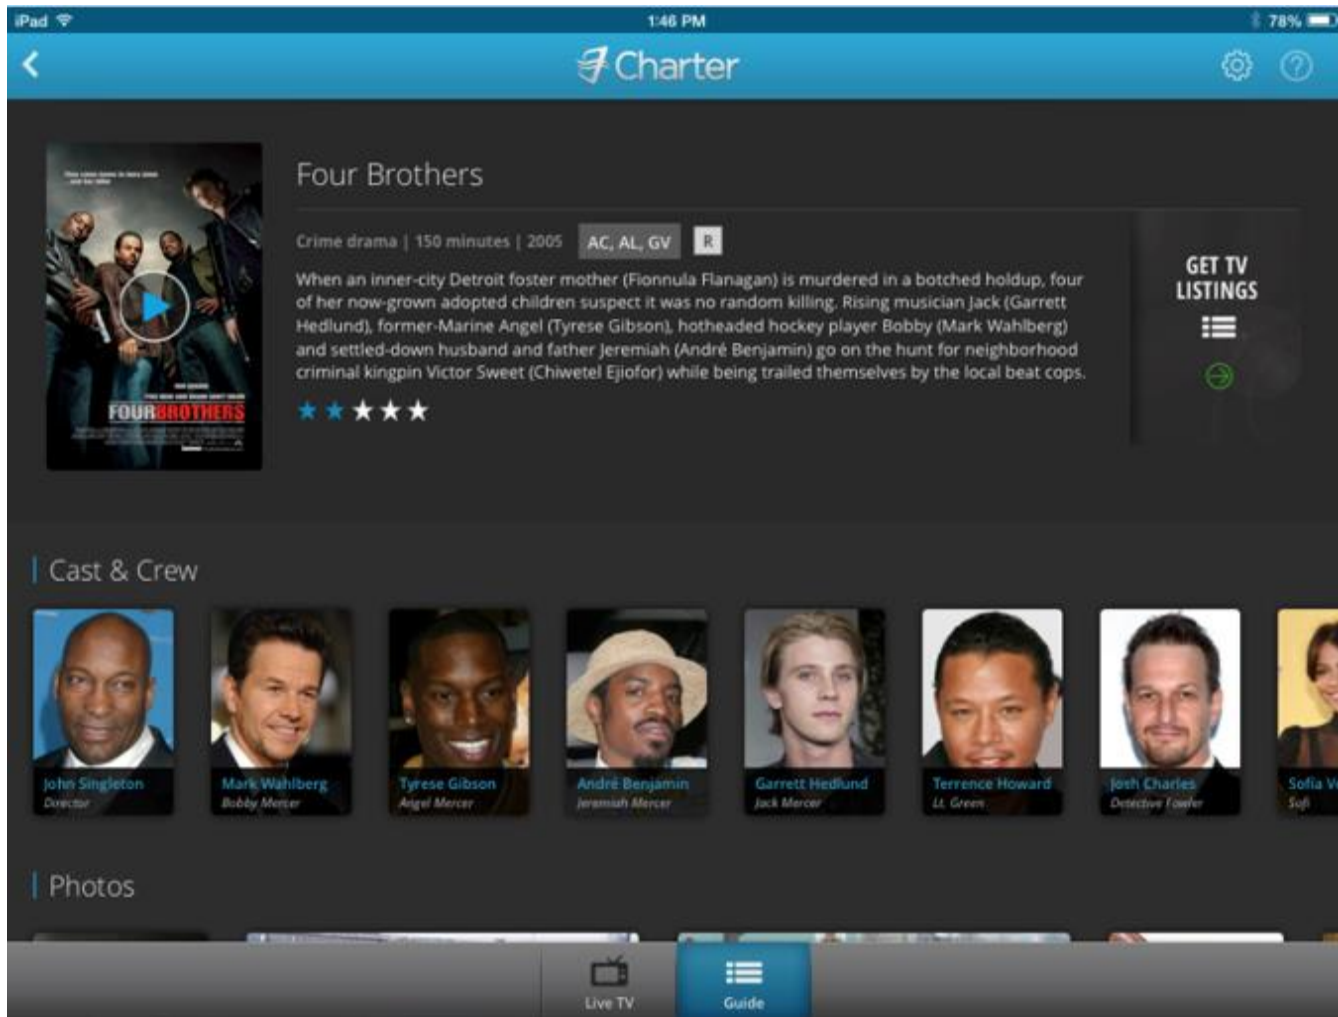 iPad
1:46 PM
78%
Charter
Four Brothers
Crime drama | 150 minutes | 2005 AC, AL, GV R
When an inner-city Detroit foster mother (Fionnula Flanagan) is murdered in a botched holdup, four
of her now-grown adopted children suspect it was no random killing. Rising musician Jack (Garrett
Hedlund), former-Marine Angel (Tyrese Gibson), hotheaded hockey player Bobby (Mark Wahlberg)
and settled-down husband and father Jeremiah (André Benjamin) go on the hunt for neighborhood
criminal kingpin Victor Sweet (Chiwetel Ejiofor) while being trailed themselves by the local beat cops.
GET TV
LISTINGS
FOUR BROTHERS
Cast & Crew
John Singleton
Director
Mark Wahlberg
Bobby Mercer
Tyrese Gibson
Angel Mercer
André Benjamin
Jeremiah Mercer
Garrett Hedlund
Jack Mercer
Terrence Howard
Lt. Green
Josh Charles
Detective Fowler
Sofia
Sofi
Photos
Live TV
Guide